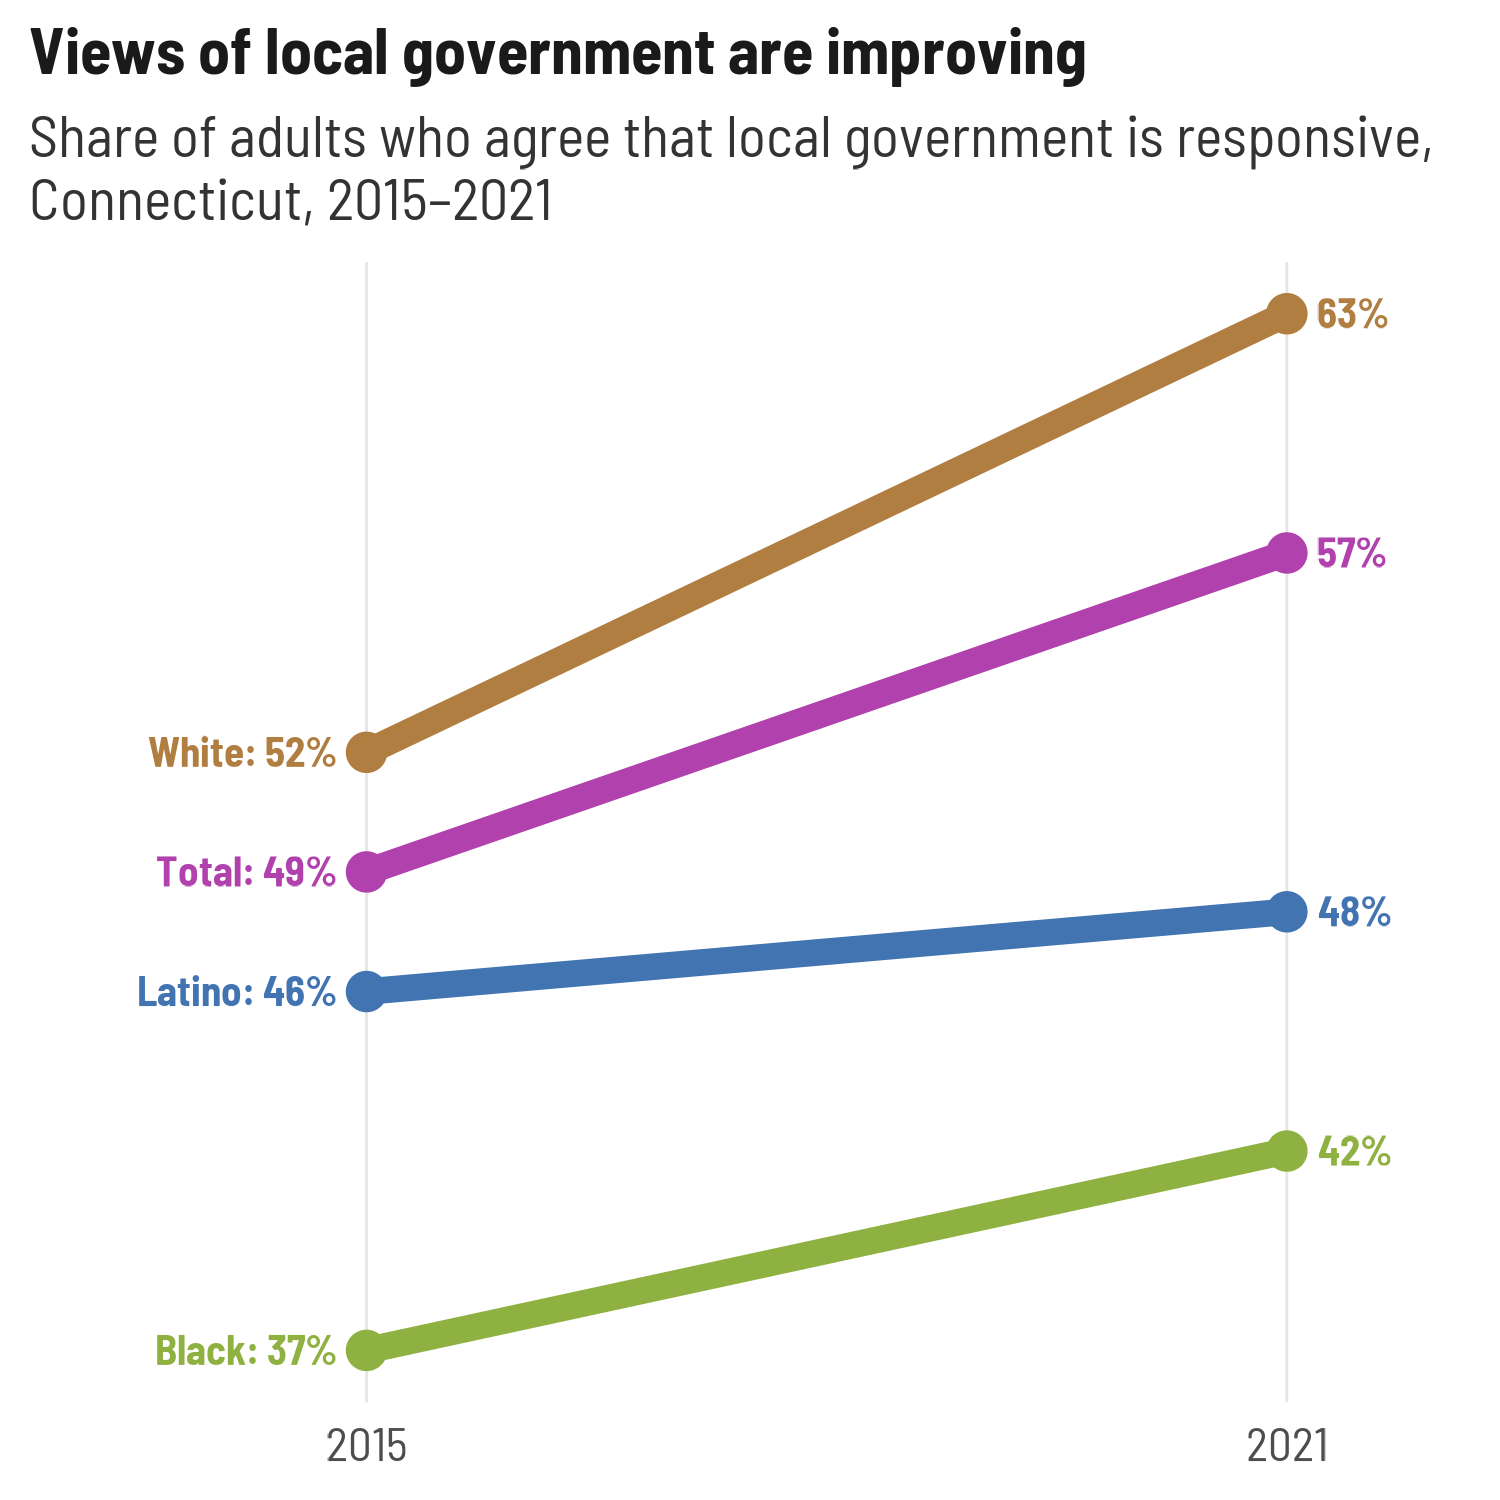 Views of local government are improving
Share of adults who agree that local government is responsive,
Connecticut, 2015–2021
63%
57%
White: 52%
Total: 49%
48%
Latino: 46%
42%
Black: 37%
2015
2021